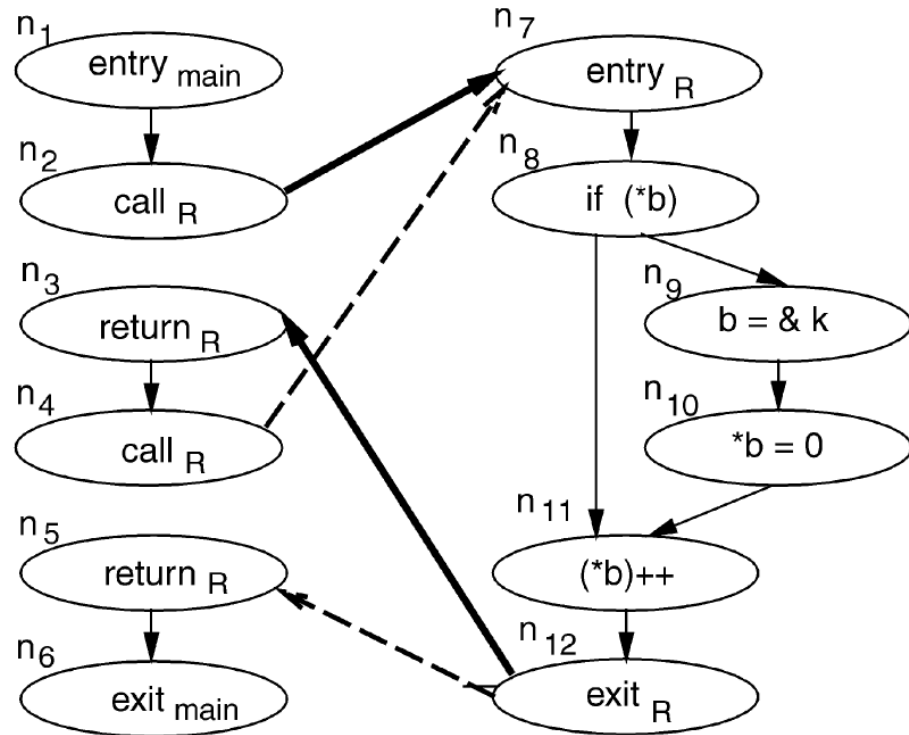 n1
entry main
n2
call R
n3
return R
n4
call R
n5
return R
n6
exit main
n7
entry R
n8
if (*b)
n9
b = & k
n10
*b = 0
n11
(*b)++
n12
exit R